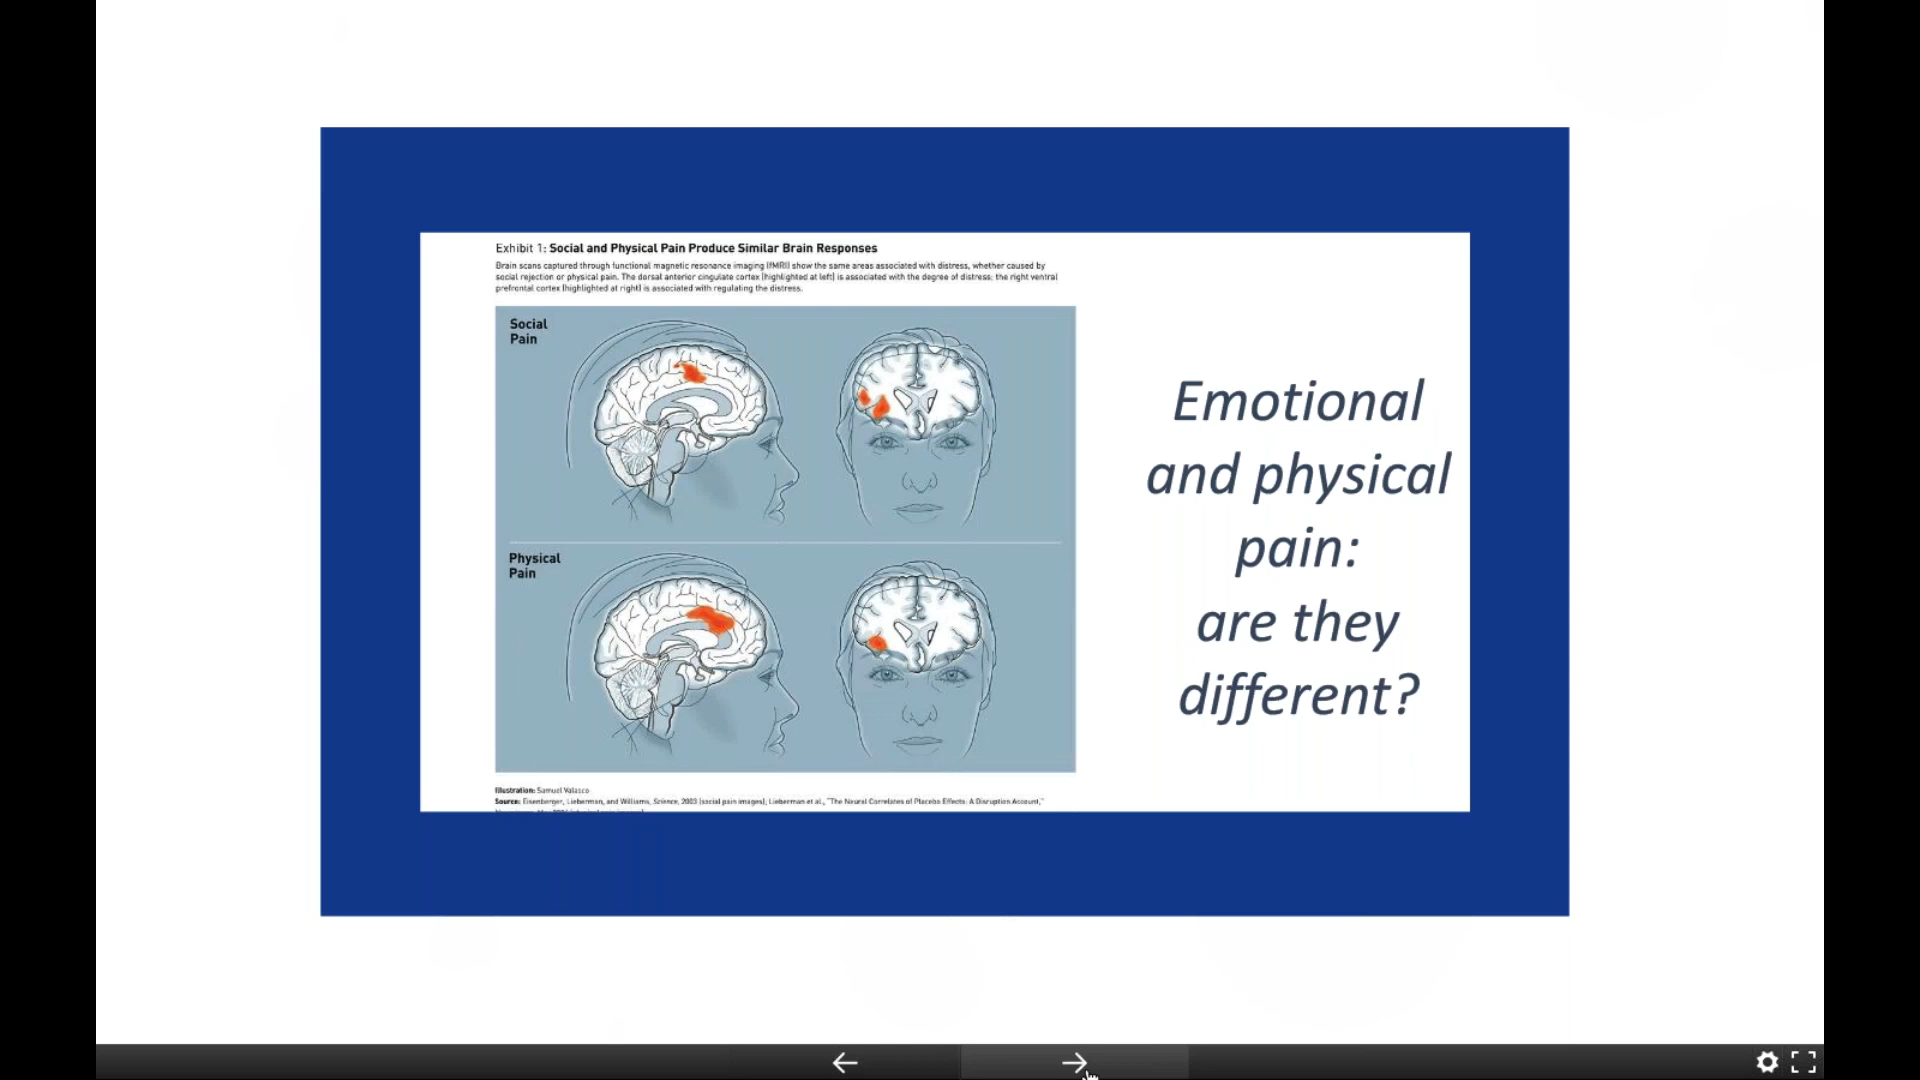 Exhibit 1: Social and Physical Pain Produce Similar Brain Responses
Brain scans captured through functional magnetic resonance imaging (fMRI) show the same areas associated with distress, whether caused by
social rejection or physical pain. The dorsal anterior cingulate cortex (highlighted at left) is associated with the degree of distress; the right ventral
prefrontal cortex (highlighted at right) is associated with regulating the distress.
Social
Pain
Physical
Pain
Illustration: Samuel Valasco
Source: Eisenberger, Lieberman, and Williams, Science, 2003 (social pain images); Lieberman et al., "The Neural Correlates of Placebo Effects: A Disruption Account,"
Emotional
and physical
pain:
are they
different?